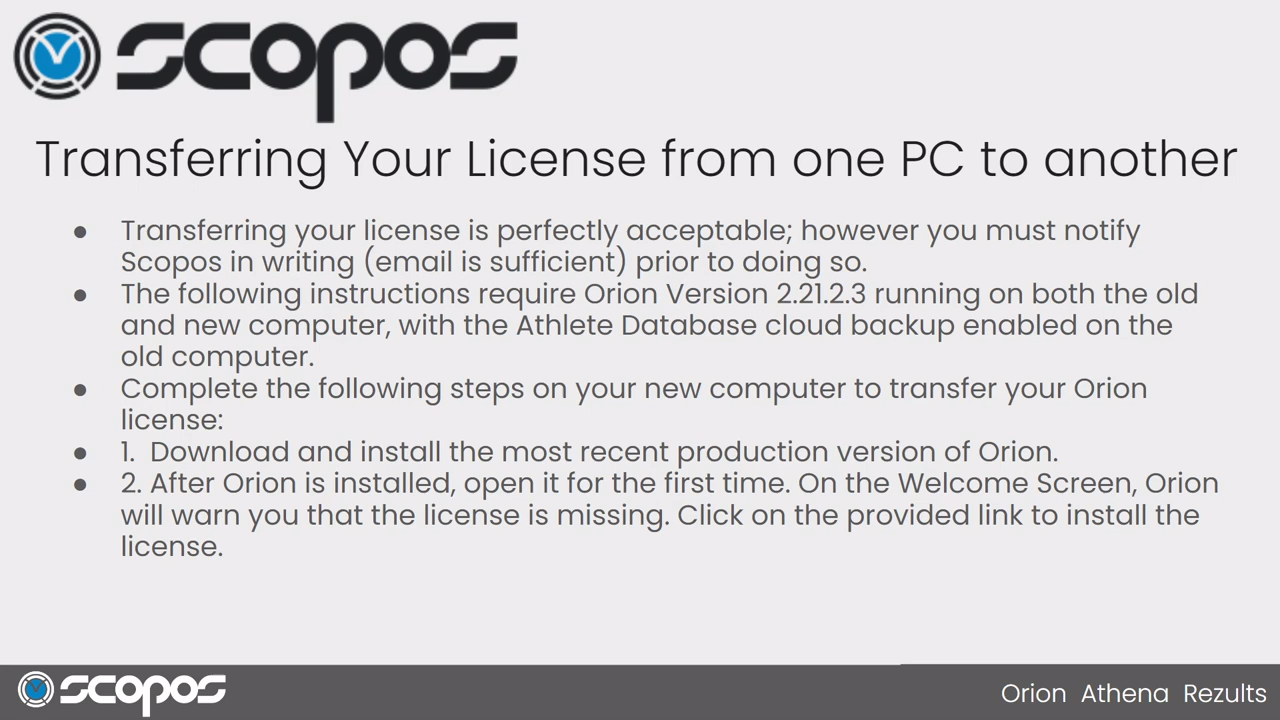 scopos
Transferring Your License from one PC to another
● Transferring your license is perfectly acceptable; however you must notify
Scopos in writing (email is sufficient) prior to doing so.
● The following instructions require Orion Version 2.21.2.3 running on both the old
and new computer, with the Athlete Database cloud backup enabled on the
old computer.
● Complete the following steps on your new computer to transfer your Orion
license:
● 1. Download and install the most recent production version of Orion.
● 2. After Orion is installed, open it for the first time. On the Welcome Screen, Orion
will warn you that the license is missing. Click on the provided link to install the
license.
scopos
Orion Athena Rezults